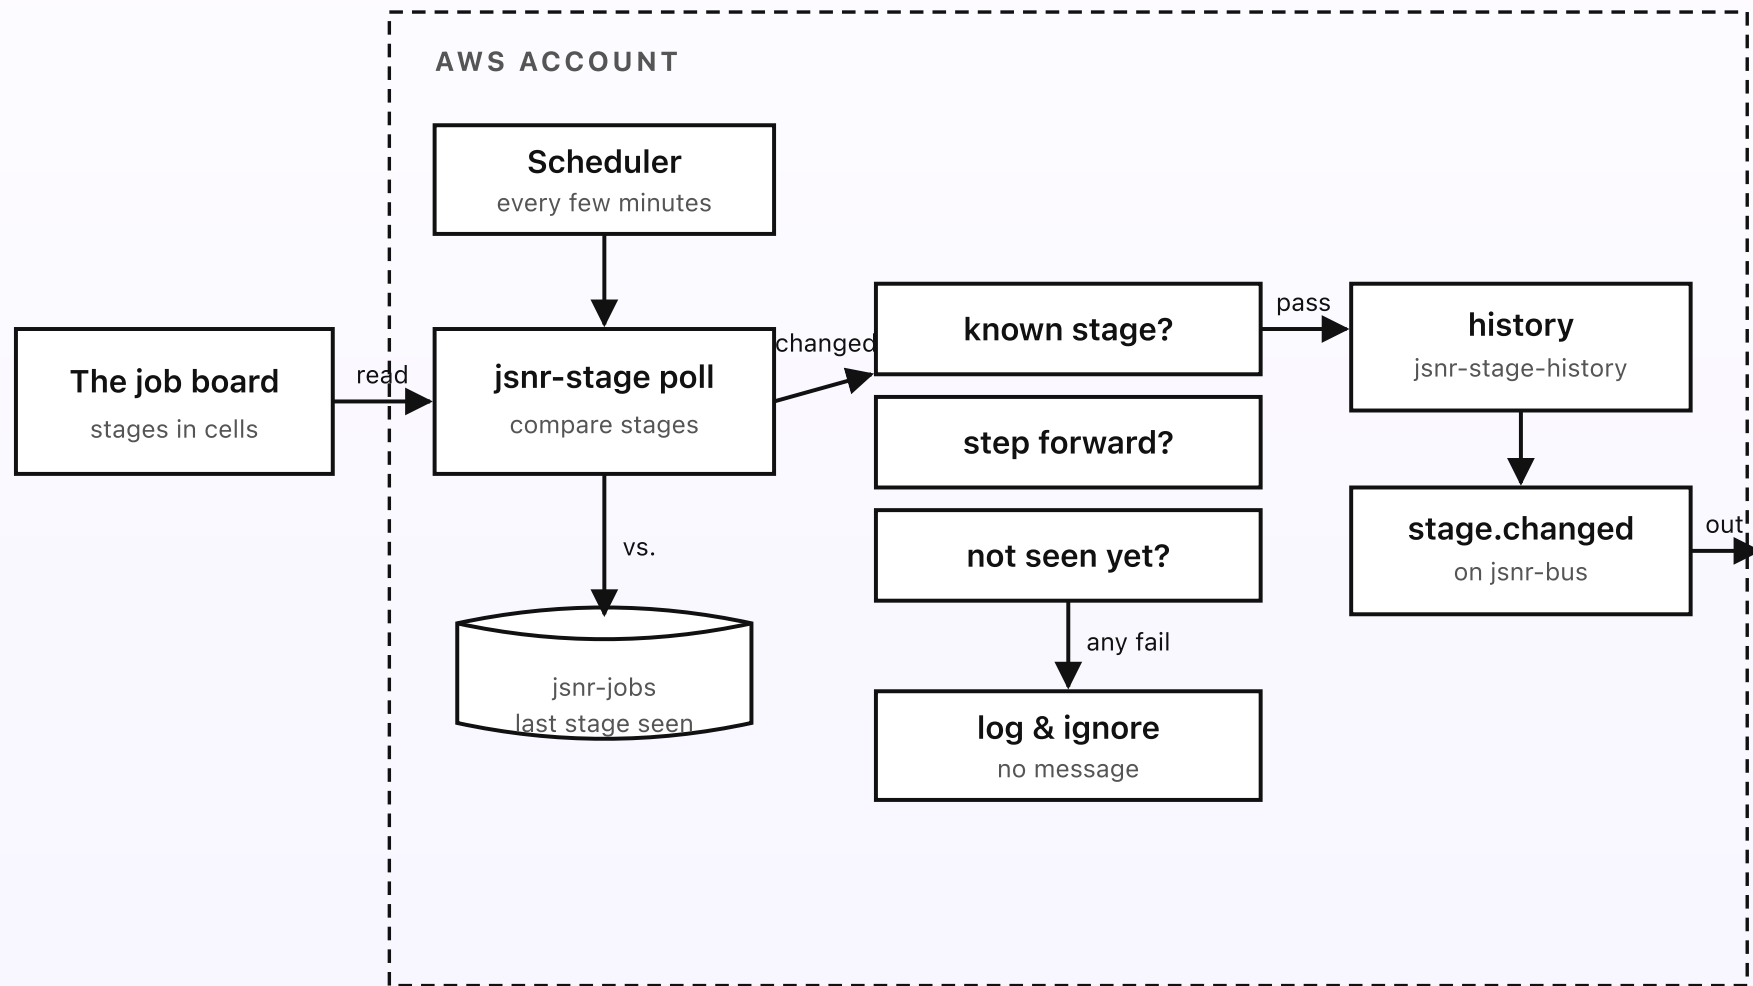 AWS ACCOUNT
Scheduler
every few minutes
The job board
stages in cells
read
jsnr-stage poll
compare stages
changed
known stage?
pass
history
jsnr-stage-history
step forward?
vs.
not seen yet?
stage.changed
on jsnr-bus
out
any fail
jsnr-jobs
last stage seen
log & ignore
no message